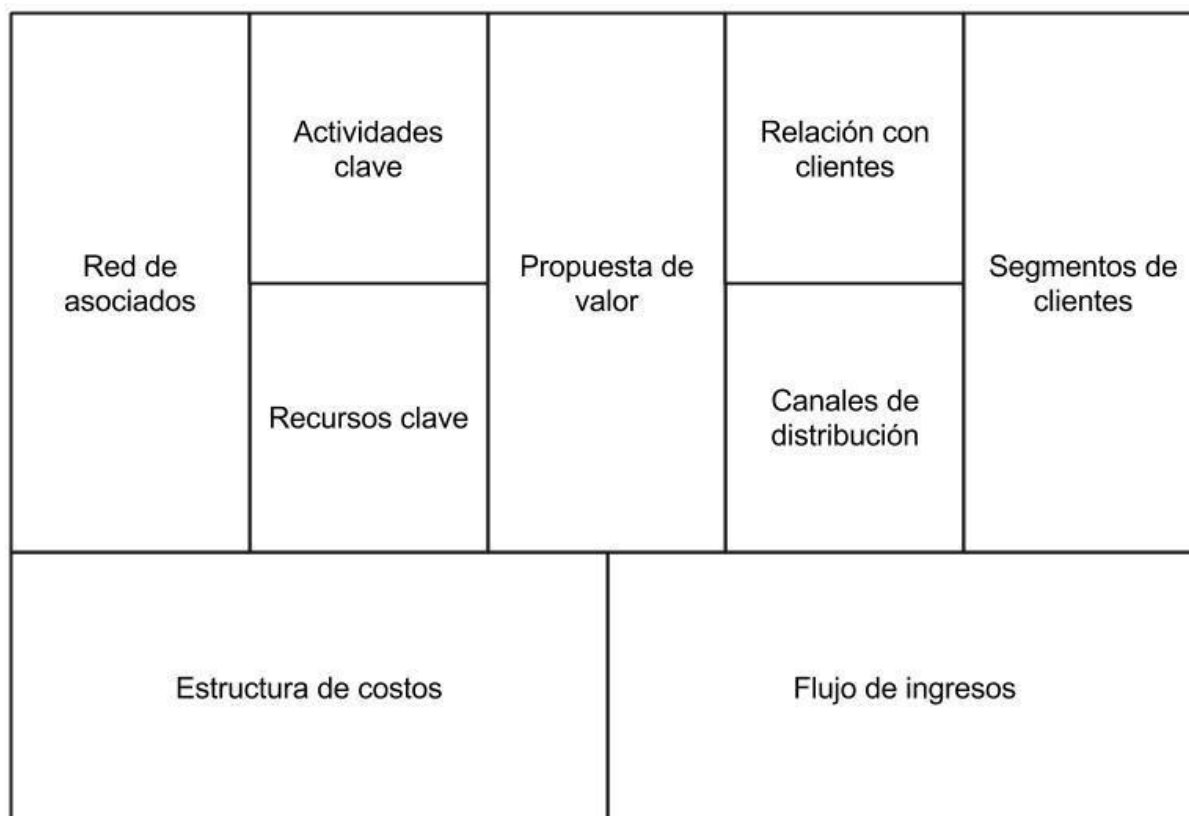 Red de
asociados
Actividades
clave
Recursos clave
Propuesta de
valor
Relación con
clientes
Canales de
distribución
Segmentos de
clientes
Estructura de costos
Flujo de ingresos